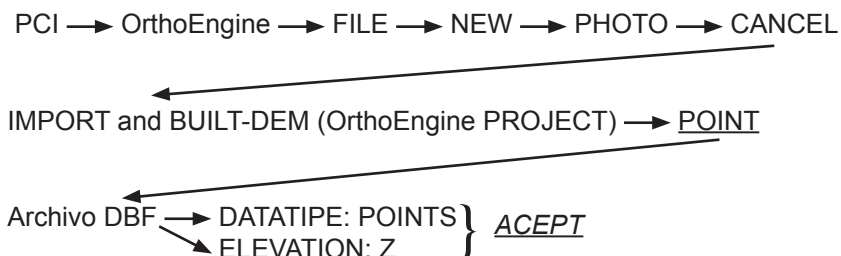 PCI → OrthoEngine → FILE → NEW → PHOTO → CANCEL
IMPORT and BUILT-DEM (OrthoEngine PROJECT) → POINT
Archivo DBF → DATATIPE: POINTS } ACEPT
ELEVATION: Z